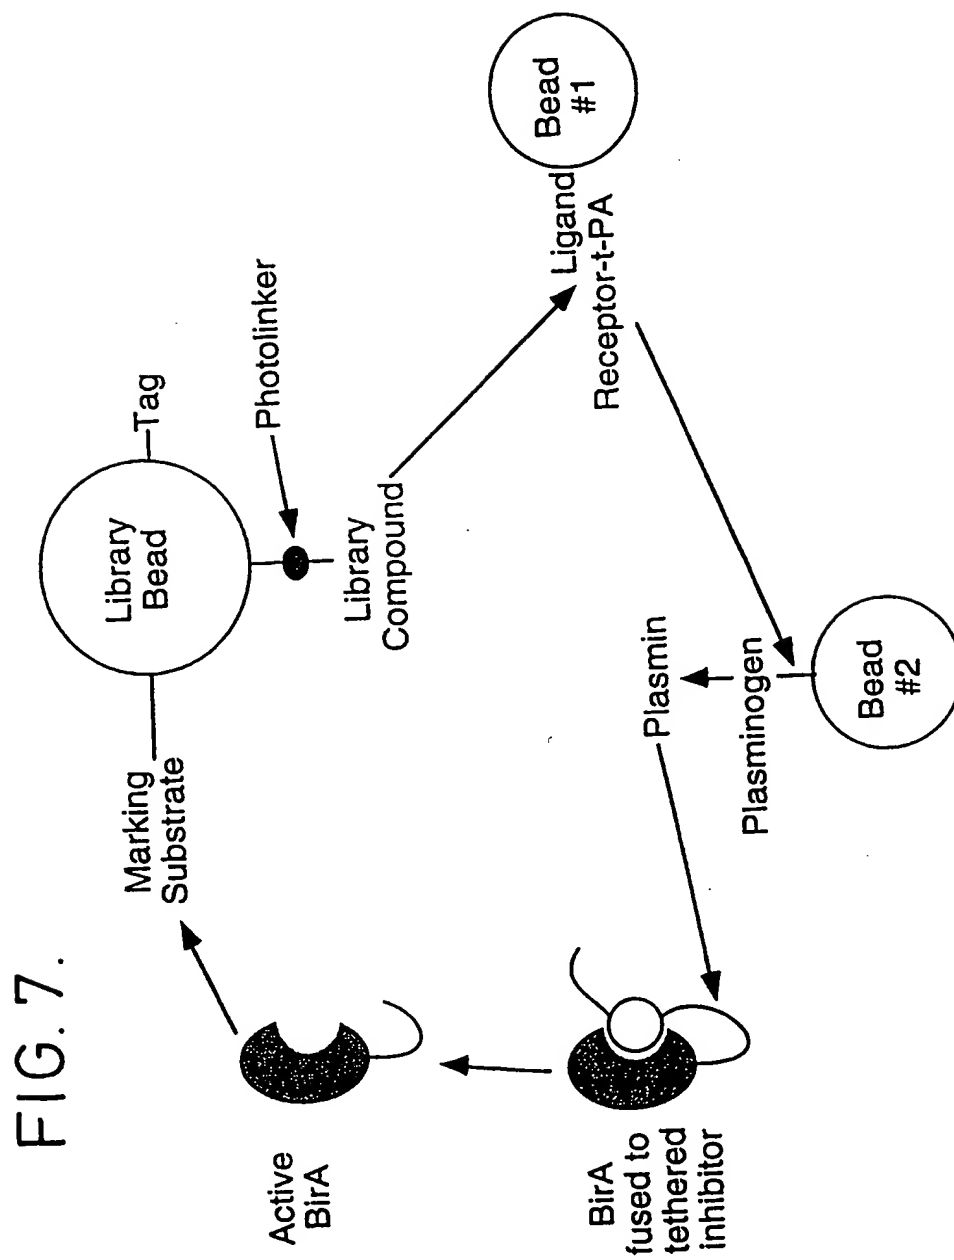 FIG. 7.
Library
Bead
Tag
Marking
Substrate
Photolinker
Library
Compound
Active
BirA
Ligand
Bead
#1
Receptor-t-PA
Plasmin
Plasminogen
Bead
#2
BirA
fused to
tethered
inhibitor